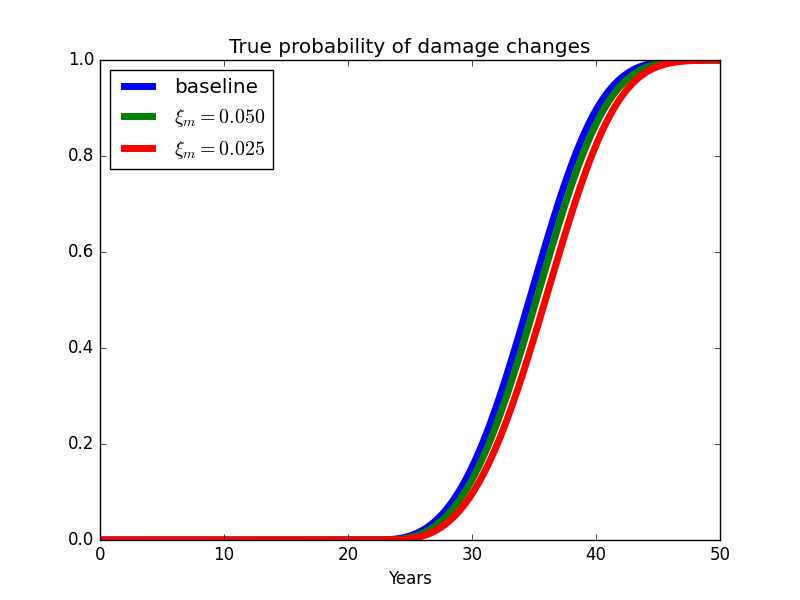 True probability of damage changes
1.0
0.8
0.6
0.4
0.2
0.0
baseline
ξm = 0.050
ξm = 0.025
0 10 20 30 40 50
Years